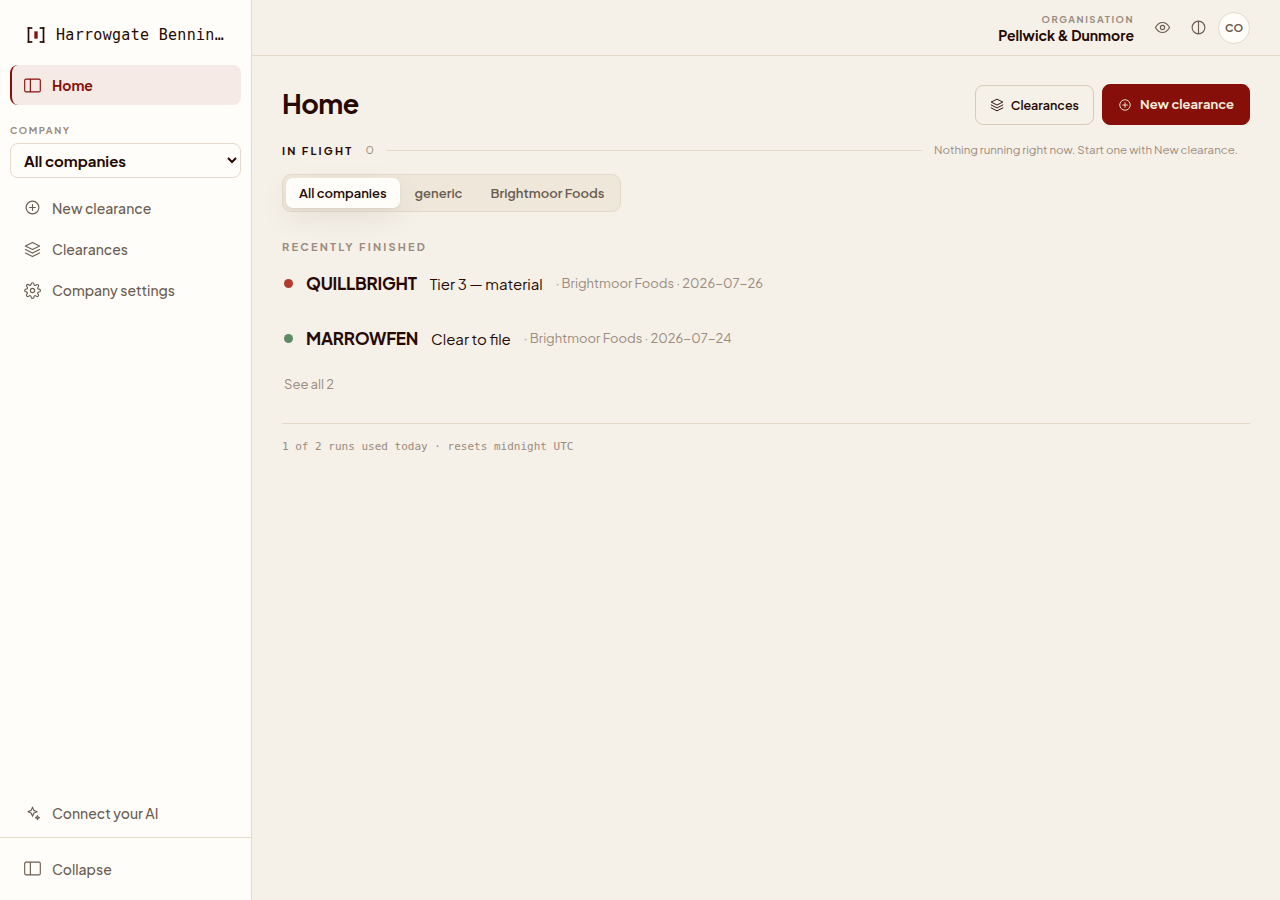 Harrowgate Bennin…
Home
COMPANY
All companies
New clearance
Clearances
Company settings
Connect your AI
Collapse
ORGANISATION
Pellwick & Dunmore
CO
Home
Clearances
New clearance
IN FLIGHT 0
Nothing running right now. Start one with New clearance.
All companies generic Brightmoor Foods
RECENTLY FINISHED
QUILLBRIGHT Tier 3 — material · Brightmoor Foods · 2026-07-26
MARROWFEN Clear to file · Brightmoor Foods · 2026-07-24
See all 2
1 of 2 runs used today · resets midnight UTC